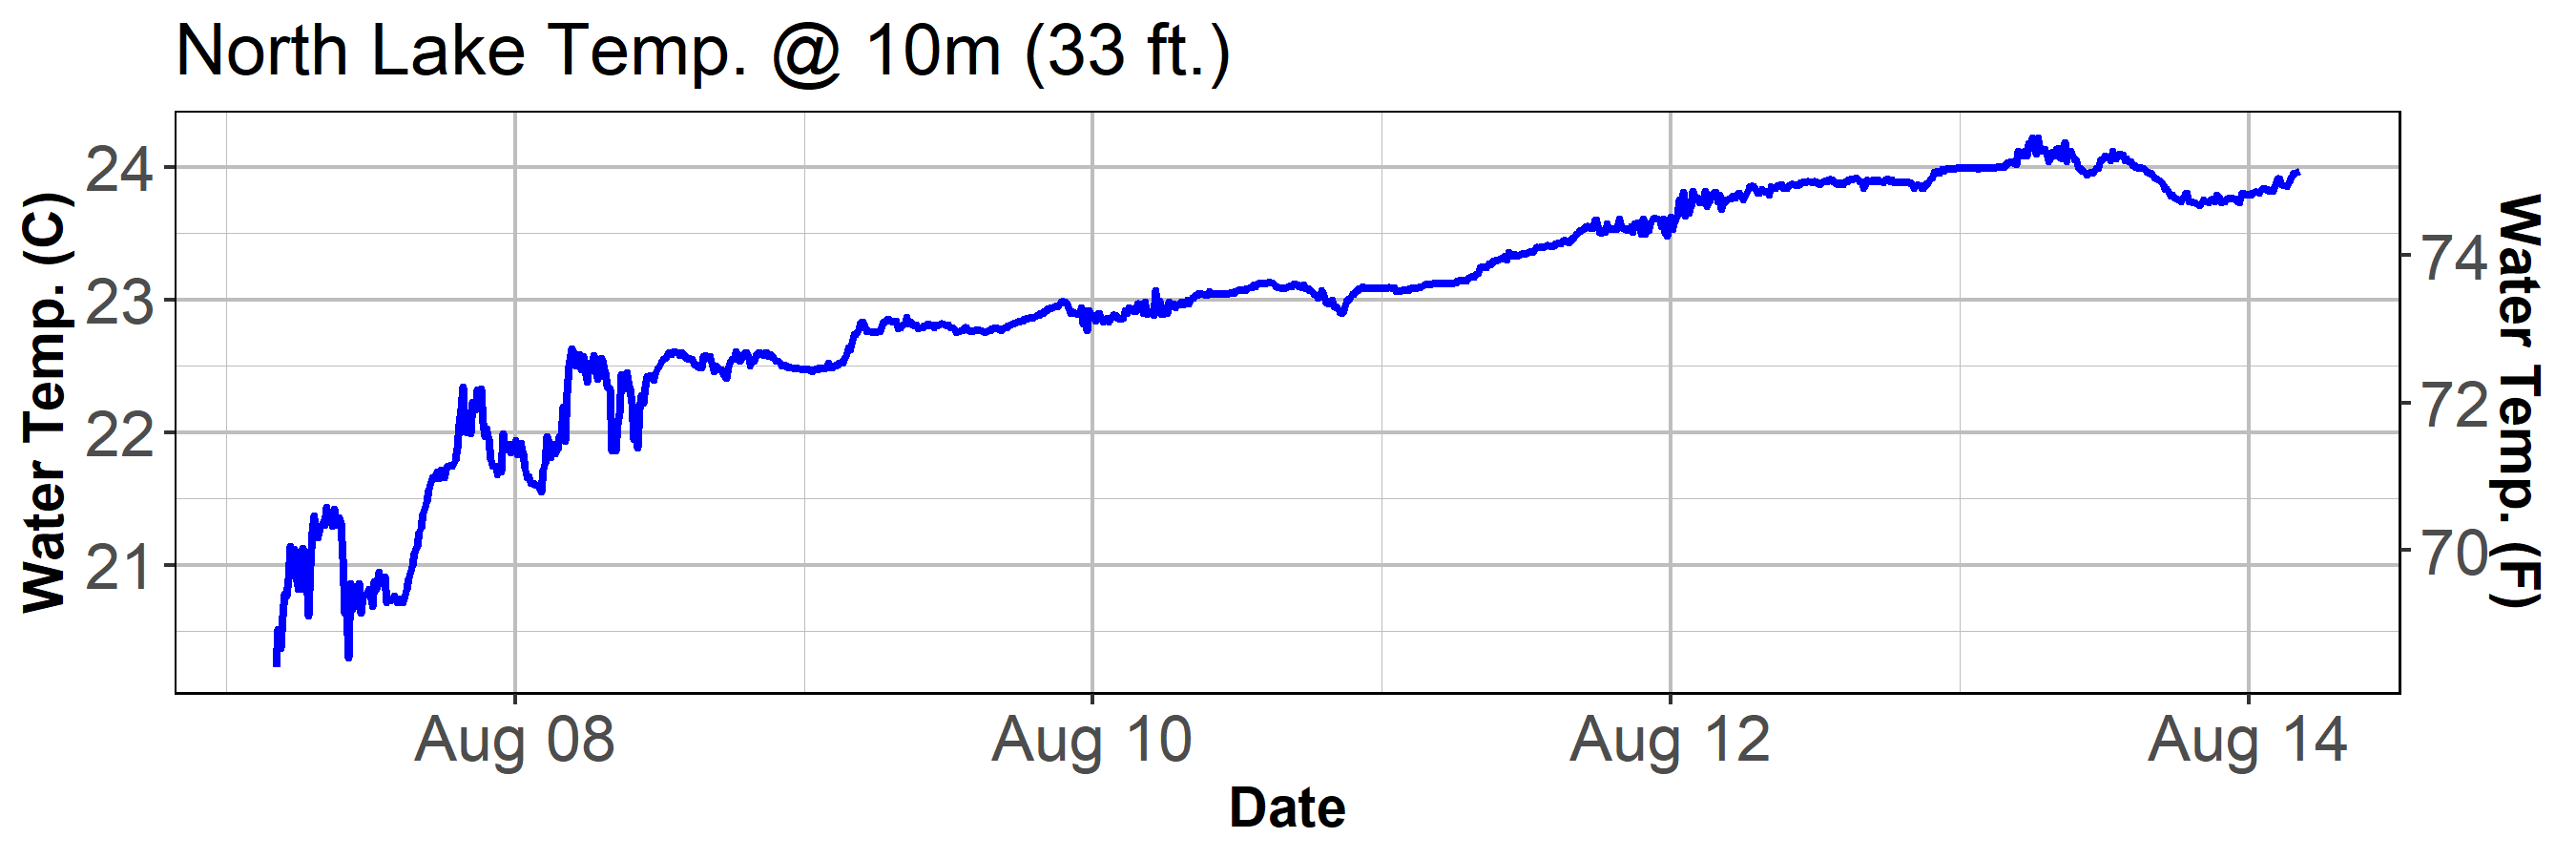 North Lake Temp. @ 10m (33 ft.)
Water Temp. (C)
24
23
22
21
74
72
70
Water Temp. (F)
Aug 08
Aug 10
Aug 12
Aug 14
Date